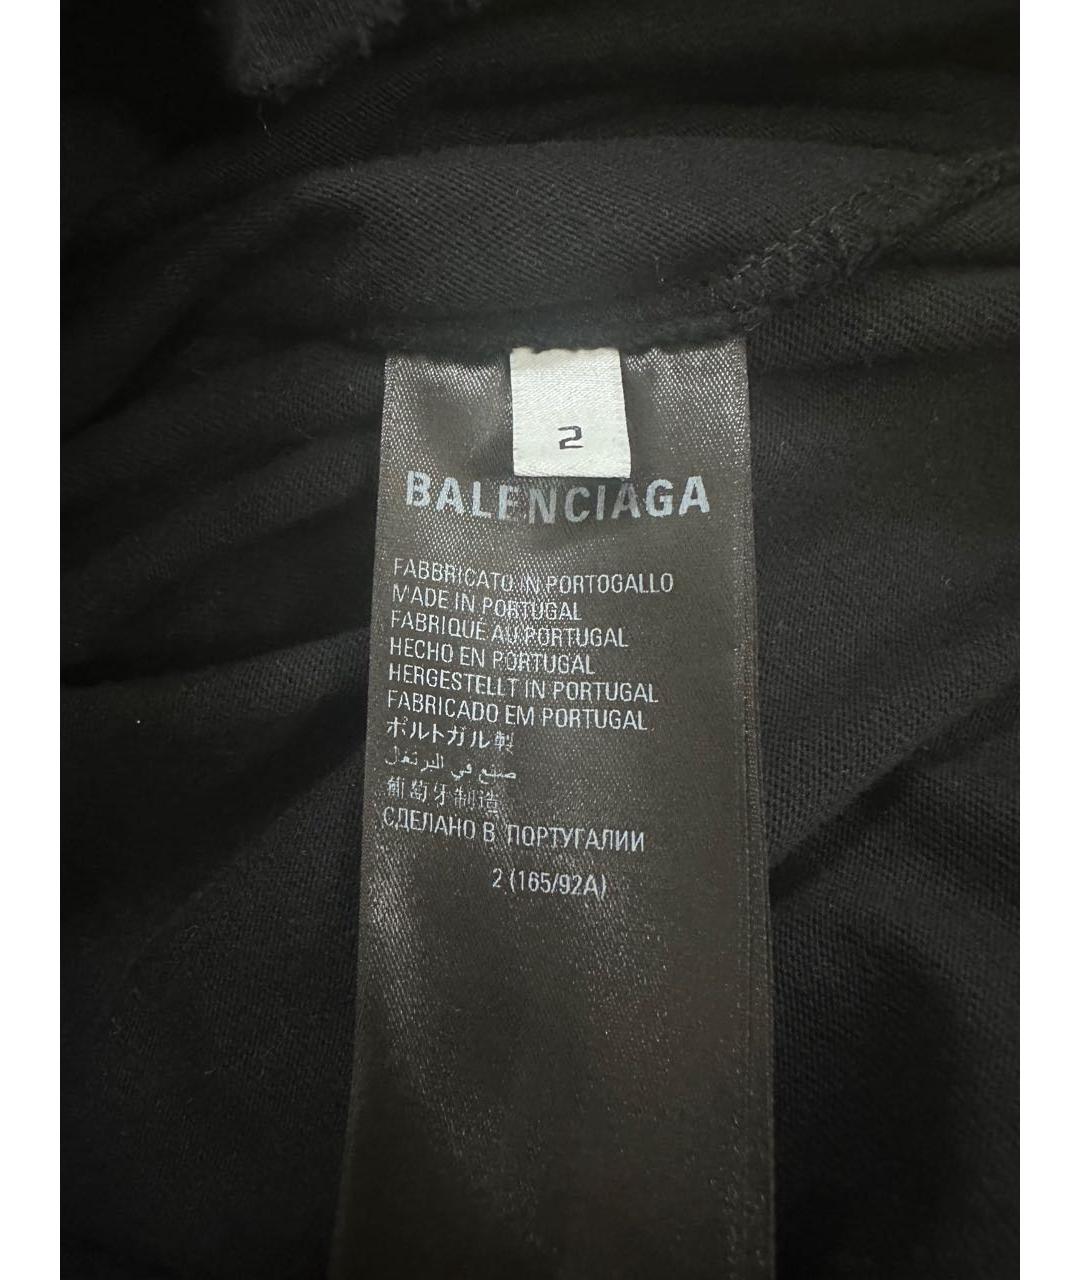 2
BALENCIAGA
FABBRICATO IN PORTOGALLO
MADE IN PORTUGAL
FABRIQUÉ AU PORTUGAL
HECHO EN PORTUGAL
HERGESTELLT IN PORTUGAL
FABRICADO EM PORTUGAL
ポルトガル製
صنع في البرتغال
葡萄牙制造
СДЕЛАНО В ПОРТУГАЛИИ
2 (165/92A)